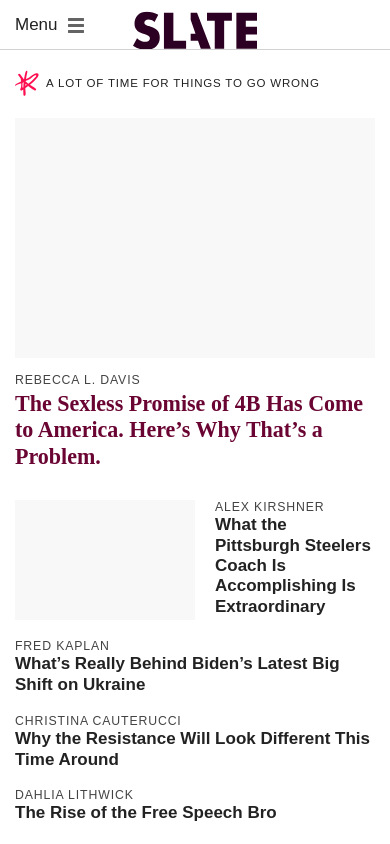 Menu
SLATE
A LOT OF TIME FOR THINGS TO GO WRONG
REBECCA L. DAVIS
The Sexless Promise of 4B Has Come
to America. Here’s Why That’s a
Problem.
ALEX KIRSHNER
What the
Pittsburgh Steelers
Coach Is
Accomplishing Is
Extraordinary
FRED KAPLAN
What’s Really Behind Biden’s Latest Big
Shift on Ukraine
CHRISTINA CAUTERUCCI
Why the Resistance Will Look Different This
Time Around
DAHLIA LITHWICK
The Rise of the Free Speech Bro